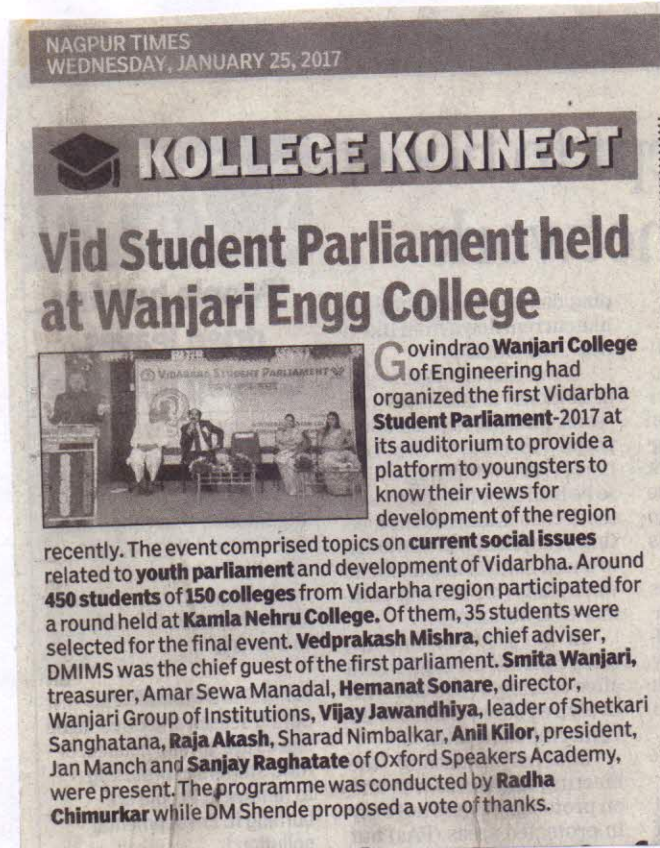 NAGPUR TIMES
WEDNESDAY, JANUARY 25, 2017
KOLLEGE KONNECT
Vid Student Parliament held
at Wanjari Engg College
VIDARBHA STUDENT PARLIAMENT
Govindrao Wanjari College
of Engineering had
organized the first Vidarbha
Student Parliament-2017 at
its auditorium to provide a
platform to youngsters to
know their views for
development of the region
recently. The event comprised topics on current social issues
related to youth parliament and development of Vidarbha. Around
450 students of 150 colleges from Vidarbha region participated for
a round held at Kamla Nehru College. Of them, 35 students were
selected for the final event. Vedprakash Mishra, chief adviser,
DMIMS was the chief guest of the first parliament. Smita Wanjari,
treasurer, Amar Sewa Manadal, Hemanat Sonare, director,
Wanjari Group of Institutions, Vijay Jawandhiya, leader of Shetkari
Sanghatana, Raja Akash, Sharad Nimbalkar, Anil Kilor, president,
Jan Manch and Sanjay Raghatate of Oxford Speakers Academy,
were present. The programme was conducted by Radha
Chimurkar while DM Shende proposed a vote of thanks.